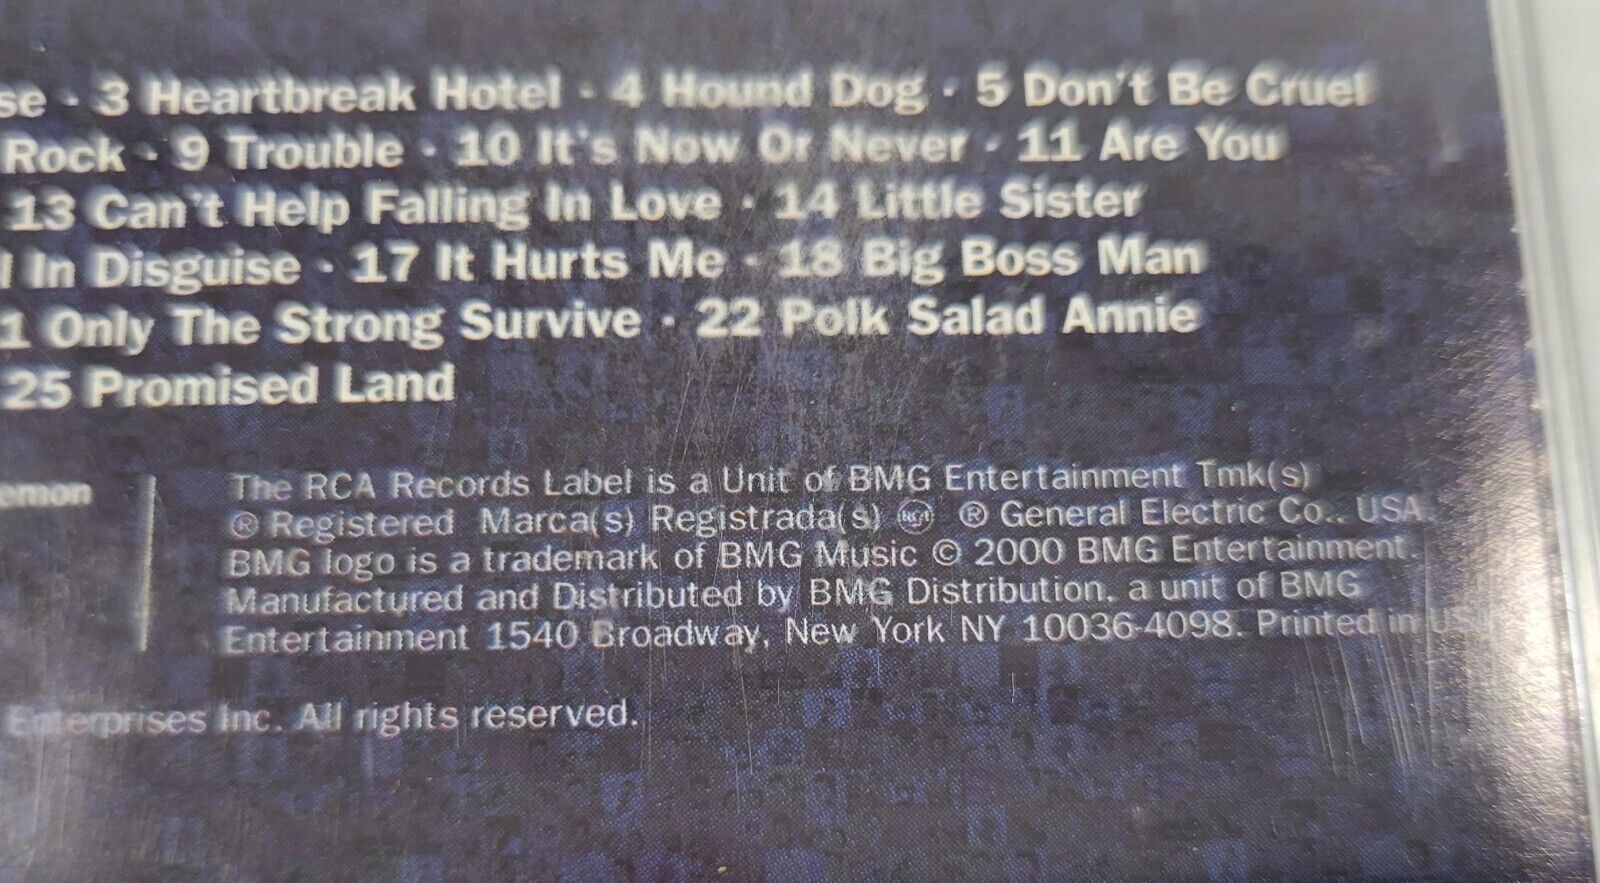 se · 3 Heartbreak Hotel · 4 Hound Dog · 5 Don't Be Cruel
Rock · 9 Trouble · 10 It's Now Or Never · 11 Are You
13 Can't Help Falling In Love · 14 Little Sister
l In Disguise · 17 It Hurts Me · 18 Big Boss Man
1 Only The Strong Survive · 22 Polk Salad Annie
25 Promised Land
emon
The RCA Records Label is a Unit of BMG Entertainment Tmk(s)
® Registered Marca(s) Registrada(s) RCA ® General Electric Co., USA.
BMG logo is a trademark of BMG Music © 2000 BMG Entertainment.
Manufactured and Distributed by BMG Distribution, a unit of BMG
Entertainment 1540 Broadway, New York NY 10036-4098. Printed in USA
Enterprises Inc. All rights reserved.